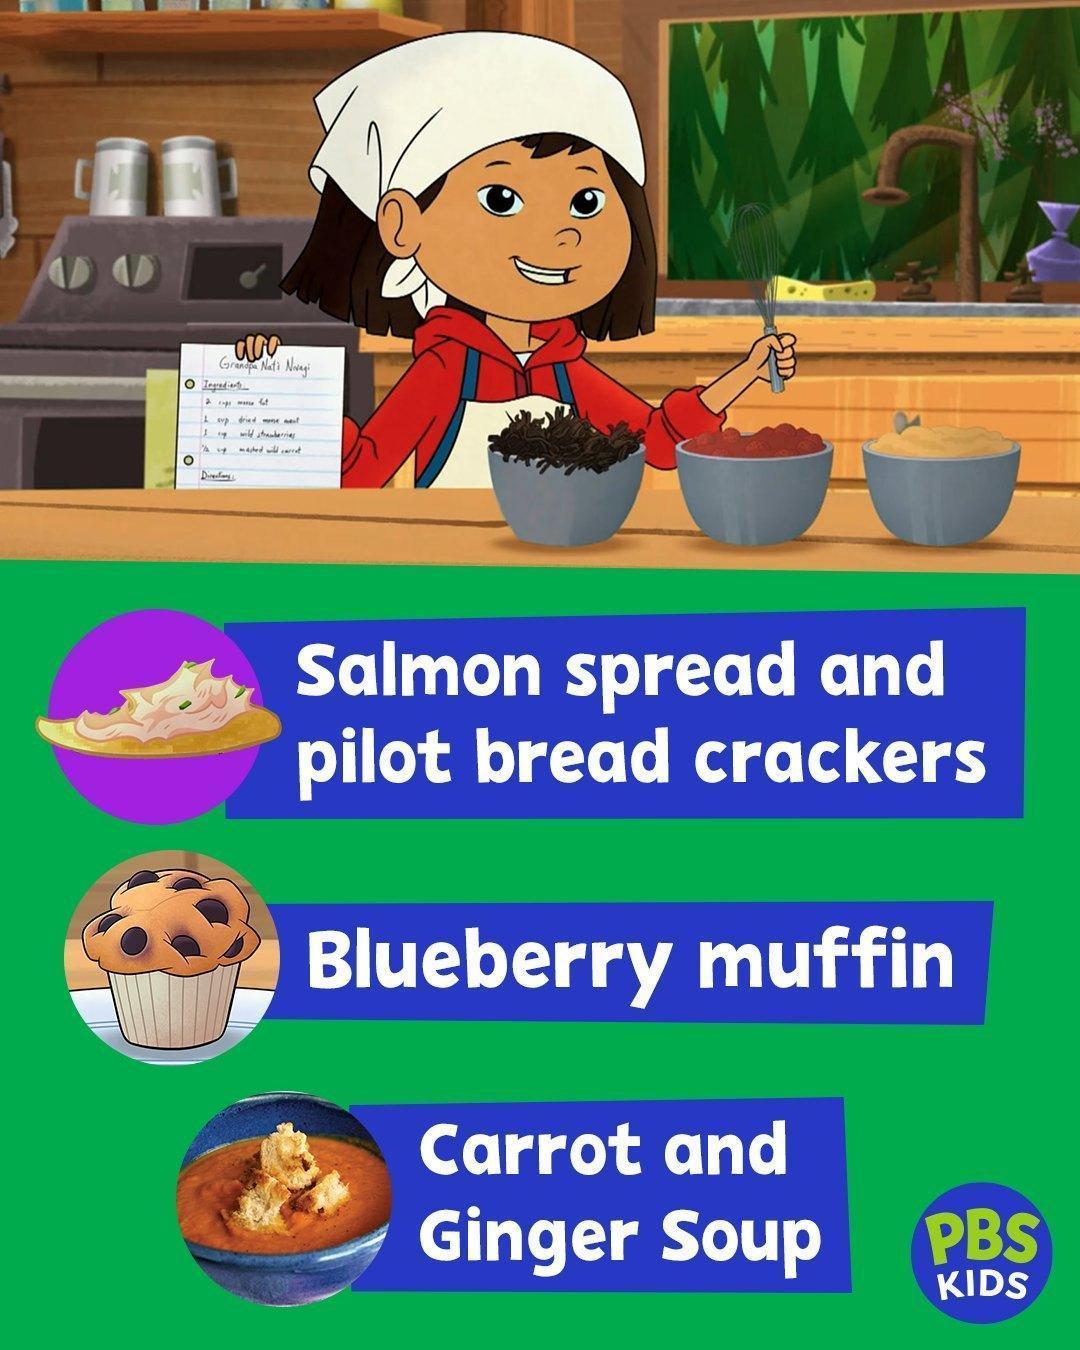 Grandpa Nat's Nivagi
Ingredients:
2 cups moose fat
1 cup dried moose meat
1 cup wild strawberries
½ cup mashed wild carrot
Directions:
Salmon spread and
pilot bread crackers
Blueberry muffin
Carrot and
Ginger Soup
PBS
KIDS